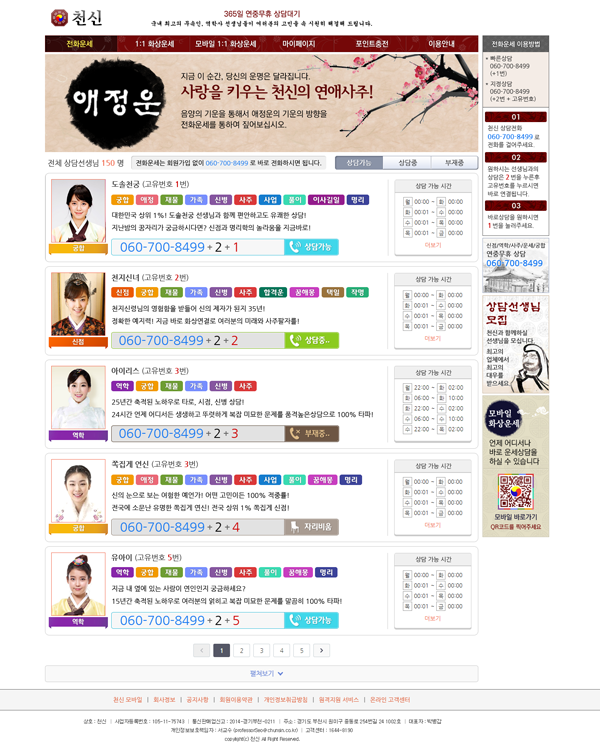 천신
365일 연중무휴 상담대기
국내 최고의 무속인, 역학사 선생님들이 여러분의 고민을 속 시원히 해결해 드립니다.
전화운세 1:1 화상운세 모바일 1:1 화상운세 마이페이지 포인트충전 이용안내
애정운
지금 이 순간, 당신의 운명은 달라집니다.
사랑을 키우는 천신의 연애사주!
음양의 기운을 통해서 애정운의 기운의 방향을
전화운세를 통하여 짚어보십시오.
전체 상담선생님 150 명
전화운세는 회원가입 없이 060-700-8499 로 바로 전화하시면 됩니다.
상담가능 상담중 부재중
도솔천궁 (고유번호 1번)
궁합 애정 재물 가족 신병 사주 사업 풀이 이사길일 명리
대한민국 상위 1%! 도솔천궁 선생님과 함께 편안하고도 유쾌한 상담!
지난밤의 꿈자리가 궁금하시다면? 신점과 명리학의 놀라움을 지금바로!
060-700-8499 + 2 + 1 상담가능
궁합
상담 가능 시간
월 00:00 ~ 화 00:00
화 00:01 ~ 수 00:00
수 00:01 ~ 목 00:00
더보기
천지신녀 (고유번호 2번)
신점 궁합 재물 가족 신병 사주 합격운 꿈해몽 택일 작명
천지신령님의 영험함을 받들어 신의 제자가 된지 35년!
정확한 예지력! 지금 바로 화상연결로 여러분의 미래와 사주팔자를!
060-700-8499 + 2 + 2 상담중..
신점
상담 가능 시간
월 00:00 ~ 화 00:00
화 00:01 ~ 수 00:00
수 00:01 ~ 목 00:00
더보기
아이리스 (고유번호 3번)
역학 궁합 재물 가족 신병 사주
25년간 축적된 노하우로 타로, 시점, 신병 상담!
24시간 언제 어디서든 생생하고 뚜렷하게 복잡 미묘한 문제를 품격높은상담으로 100% 타파!
060-700-8499 + 2 + 3 부재중..
역학
상담 가능 시간
월 22:00 ~ 화 02:00
화 06:00 ~ 화 10:00
화 22:00 ~ 수 02:00
수 06:00 ~ 수 10:00
수 22:00 ~ 목 02:00
쪽집게 연신 (고유번호 3번)
궁합 애정 재물 가족 신병 사주 풀이 꿈해몽 명리
신의 눈으로 보는 여험한 예언가! 어떤 고민이든 100% 적중률!
전국에 소문난 유명한 쪽집게 연신! 전국 상위 1% 쪽집게 신점!
060-700-8499 + 2 + 4 자리비움
궁합
상담 가능 시간
월 00:00 ~ 화 00:00
화 00:01 ~ 수 00:00
수 00:01 ~ 목 00:00
더보기
유아이 (고유번호 5번)
역학 궁합 재물 가족 신병 사주 풀이 꿈해몽 명리
지금 내 옆에 있는 사람이 연인인지 궁금하세요?
15년간 축적된 노하우로 여러분의 얽히고 복잡 미묘한 문제를 말끔히 100% 타파!
060-700-8499 + 2 + 5 상담가능
역학
상담 가능 시간
월 00:00 ~ 화 00:00
화 00:01 ~ 수 00:00
수 00:01 ~ 목 00:00
더보기
1 2 3 4 5
펼쳐보기
전화운세 이용방법
빠른상담
060-700-8499
(+1번)
지정상담
060-700-8499
(+2번 + 고유번호)
01
천신 상담전화
060-700-8499 로
전화를 걸어주세요.
02
원하시는 선생님과의
상담은 2 번을 누른후
고유번호를 누르시면
바로 연결됩니다.
03
바로상담을 원하시면
1 번을 눌러주세요.
신점/역학/사주/운세/궁합
연중무휴 상담
060-700-8499
상담선생님
모집
천신과 함께하실
선생님을 모십니다.
최고의
업체에서
최고의
대우를
받으세요.
모바일
화상운세
언제 어디서나
바로 운세상담을
하실 수 있습니다
모바일 바로가기
QR코드를 찍어주세요
천신 모바일 | 회사정보 | 공지사항 | 회원이용약관 | 개인정보취급방침 | 원격지원 서비스 | 온라인 고객센터
상호 : 천신 | 사업자등록번호 : 105-11-75743 | 통신판매업신고 : 2014-경기부천-0211 | 주소 : 경기도 부천시 원미구 중동로 254번길 24 1002호 | 대표자 : 박병갑
개인정보보호책임자 : 서교수 (professorSeo@chunsin.co.kr) | 고객센터 : 1644-8190
copyright(c) 천신 All Right Reserved.